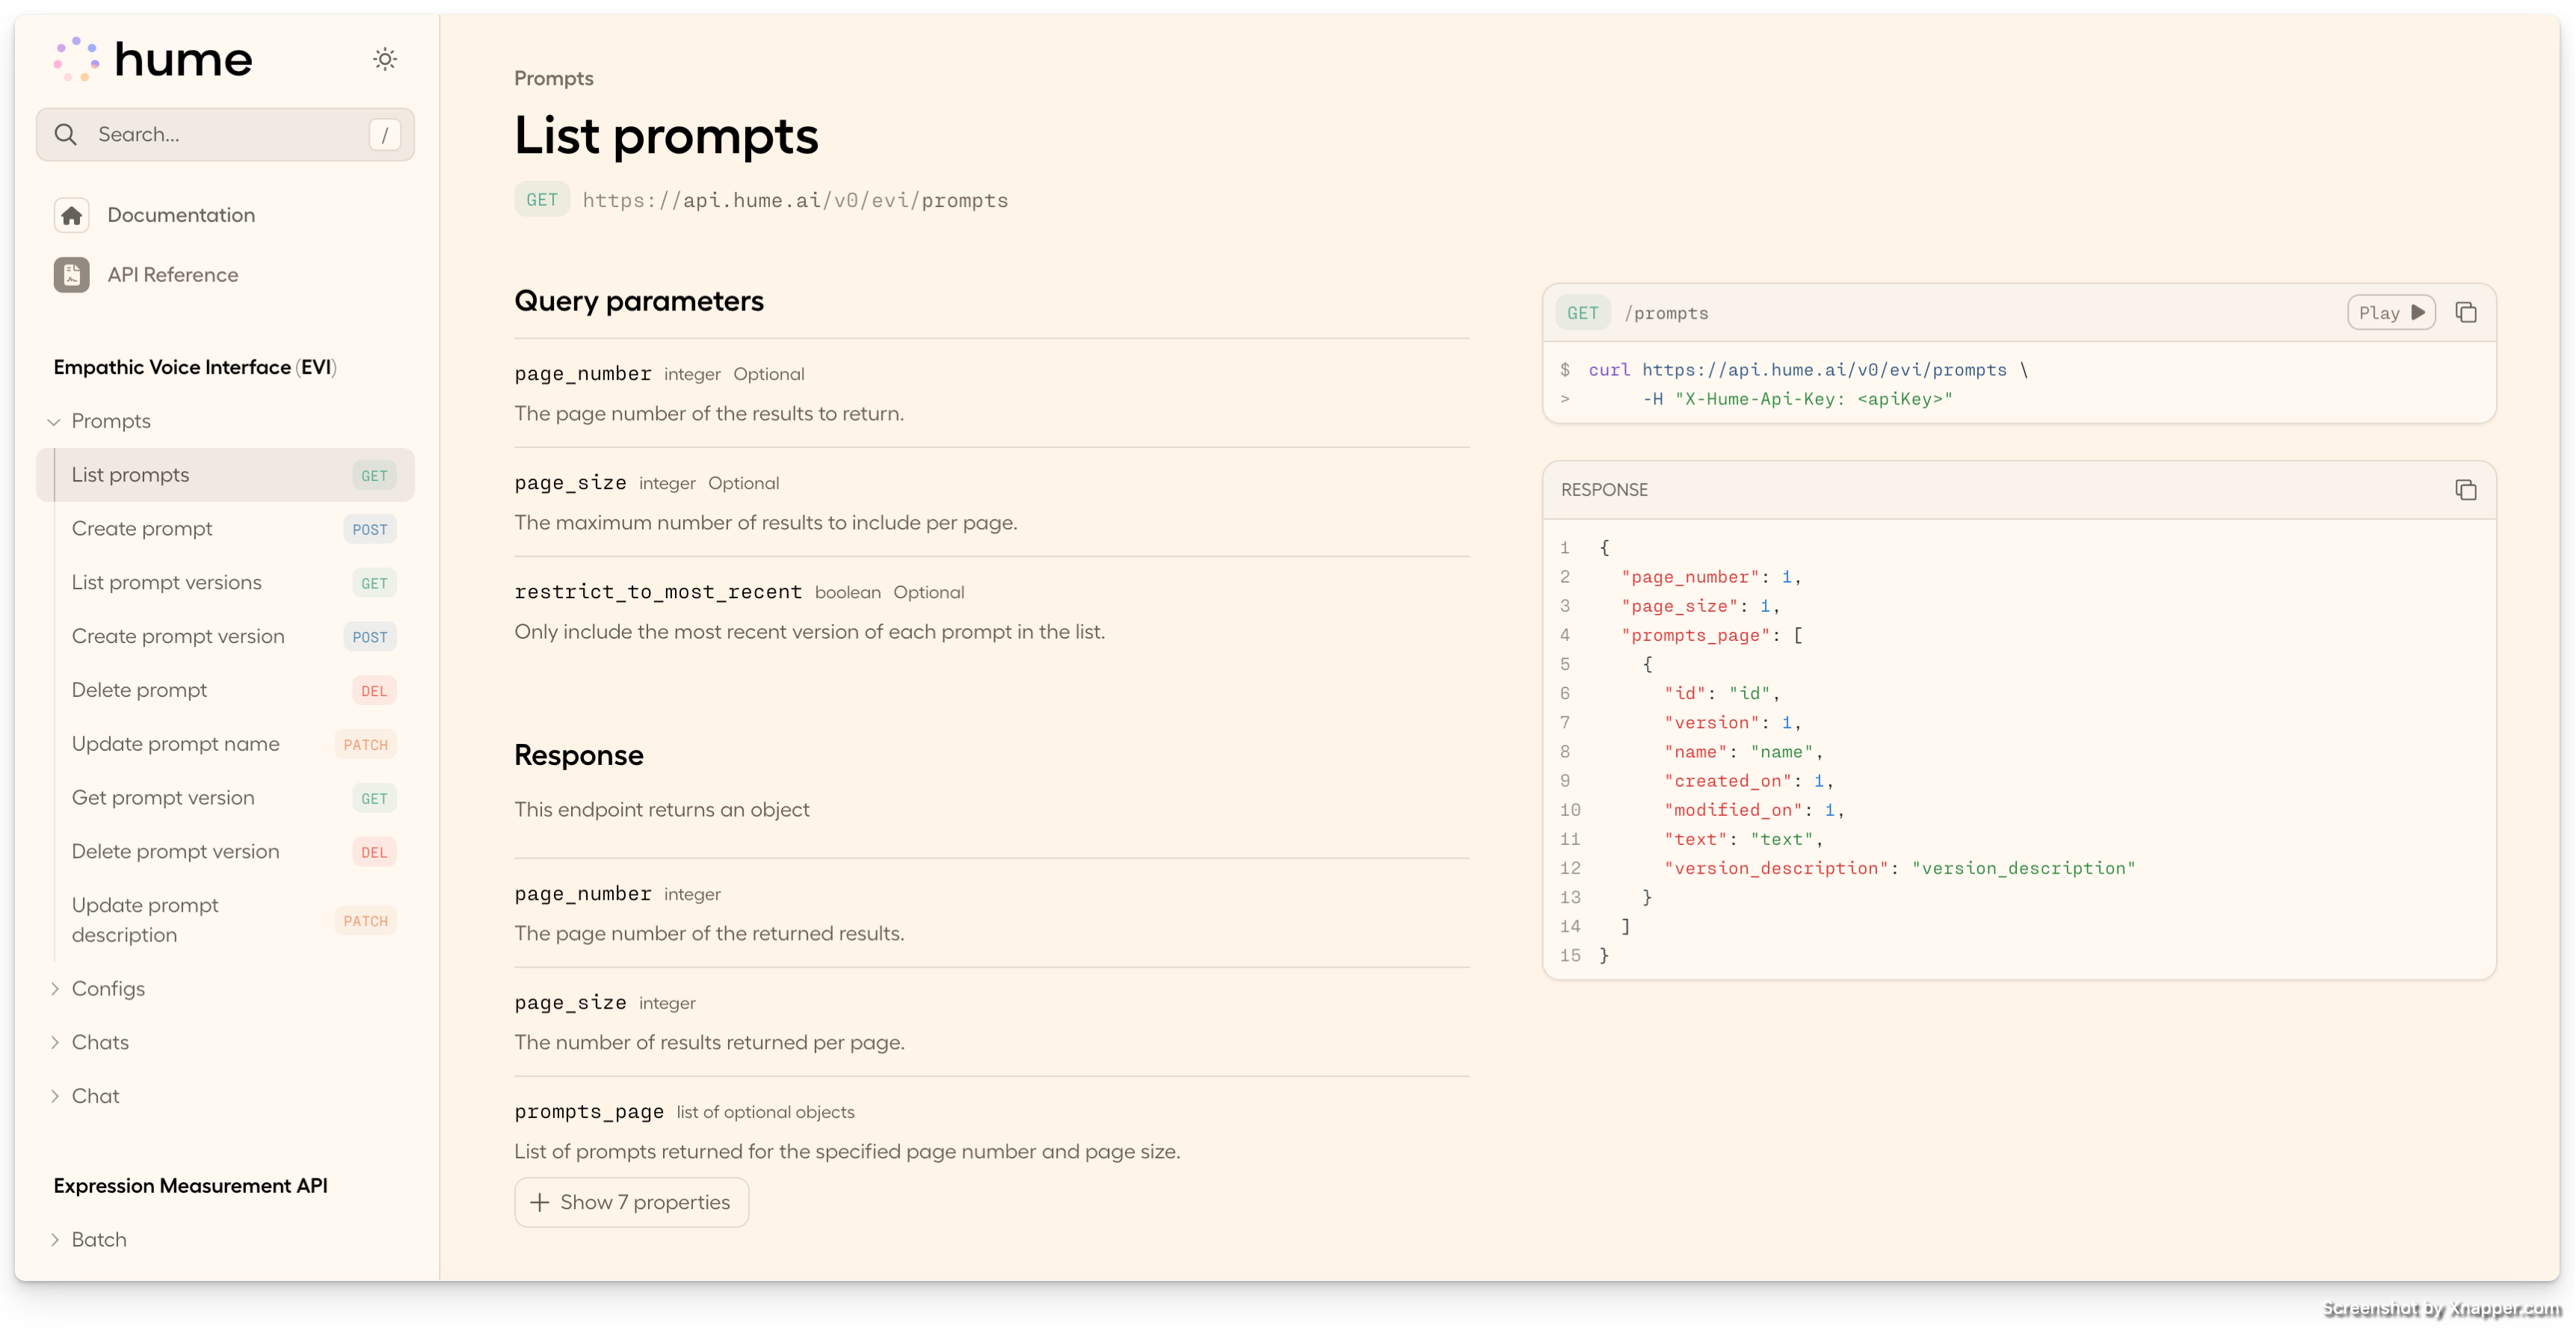 hume
Search...
/
Documentation
API Reference
Empathic Voice Interface (EVI)
Prompts
List prompts GET
Create prompt POST
List prompt versions GET
Create prompt version POST
Delete prompt DEL
Update prompt name PATCH
Get prompt version GET
Delete prompt version DEL
Update prompt
description PATCH
Configs
Chats
Chat
Expression Measurement API
Batch
Prompts
List prompts
GET https://api.hume.ai/v0/evi/prompts
Query parameters
page_number integer Optional
The page number of the results to return.
page_size integer Optional
The maximum number of results to include per page.
restrict_to_most_recent boolean Optional
Only include the most recent version of each prompt in the list.
Response
This endpoint returns an object
page_number integer
The page number of the returned results.
page_size integer
The number of results returned per page.
prompts_page list of optional objects
List of prompts returned for the specified page number and page size.
Show 7 properties
GET /prompts Play
$ curl https://api.hume.ai/v0/evi/prompts \
> -H "X-Hume-Api-Key: <apiKey>"
RESPONSE
1 {
2 "page_number": 1,
3 "page_size": 1,
4 "prompts_page": [
5 {
6 "id": "id",
7 "version": 1,
8 "name": "name",
9 "created_on": 1,
10 "modified_on": 1,
11 "text": "text",
12 "version_description": "version_description"
13 }
14 ]
15 }
Screenshot by Xnapper.com